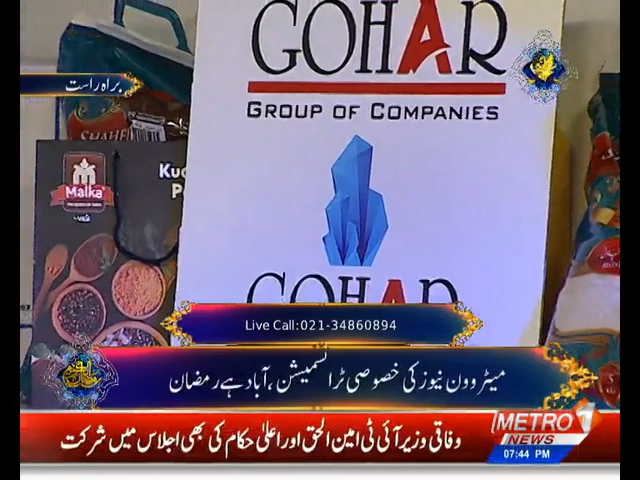 GOHAR
GROUP OF COMPANIES
براہ راست
SHAHE
Malka
Ku
P
GOHAR
Live Call:021-34860894
میٹرو ون نیوز کی خصوصی ٹرانسمیشن ،آباد ہے رمضان
وفاقی وزیر آئی ٹی امین الحق اور اعلیٰ حکام کی بھی اجلاس میں شرکت
METRO 1
NEWS
07:44 PM